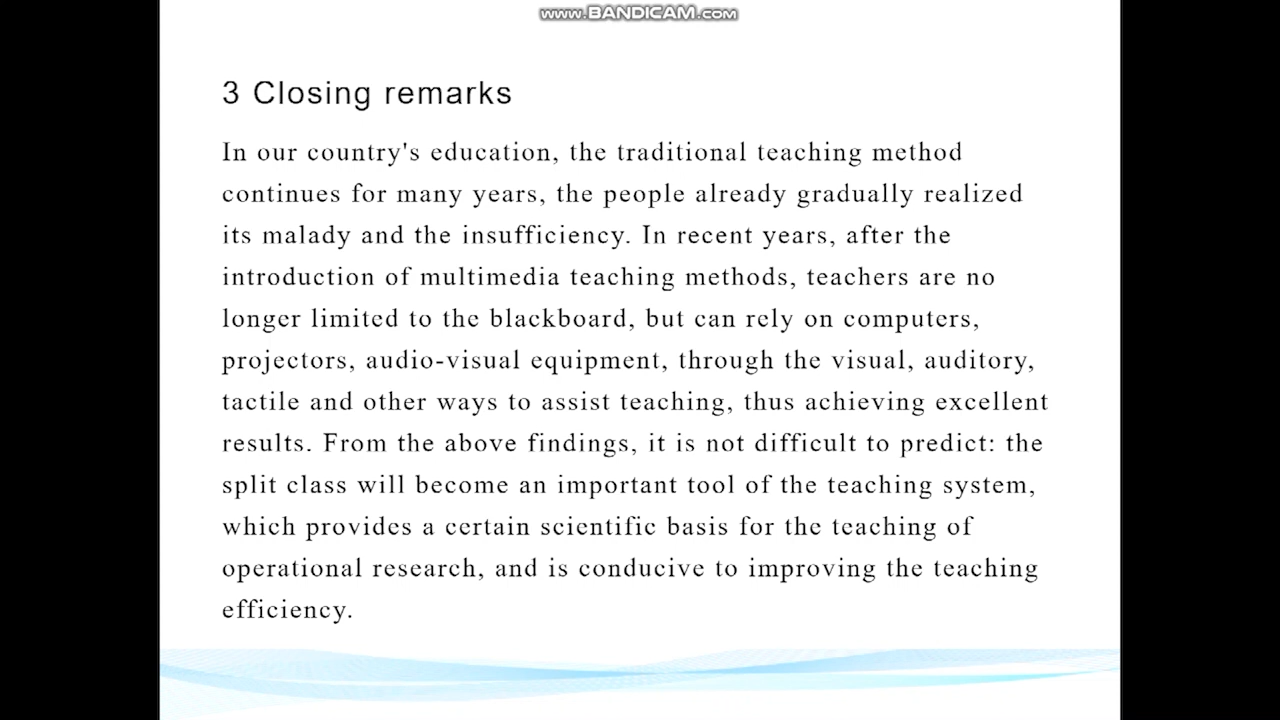 www.BANDICAM.com
3 Closing remarks
In our country's education, the traditional teaching method
continues for many years, the people already gradually realized
its malady and the insufficiency. In recent years, after the
introduction of multimedia teaching methods, teachers are no
longer limited to the blackboard, but can rely on computers,
projectors, audio-visual equipment, through the visual, auditory,
tactile and other ways to assist teaching, thus achieving excellent
results. From the above findings, it is not difficult to predict: the
split class will become an important tool of the teaching system,
which provides a certain scientific basis for the teaching of
operational research, and is conducive to improving the teaching
efficiency.